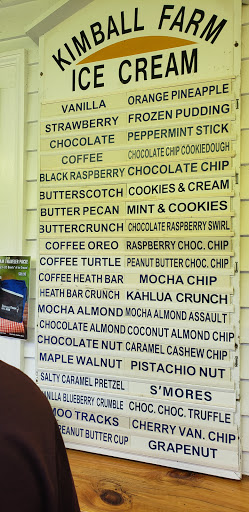 KIMBALL FARM
ICE CREAM
VANILLA
STRAWBERRY
CHOCOLATE
COFFEE
BLACK RASPBERRY
BUTTERSCOTCH
BUTTER PECAN
BUTTERCRUNCH
COFFEE OREO
COFFEE TURTLE
COFFEE HEATH BAR
HEATH BAR CRUNCH
MOCHA ALMOND
CHOCOLATE ALMOND
CHOCOLATE NUT
MAPLE WALNUT
SALTY CARAMEL PRETZEL
VANILLA BLUEBERRY CRUMBLE
MOO TRACKS
PEANUT BUTTER CUP
ORANGE PINEAPPLE
FROZEN PUDDING
PEPPERMINT STICK
CHOCOLATE CHIP COOKIEDOUGH
CHOCOLATE CHIP
COOKIES & CREAM
MINT & COOKIES
CHOCOLATE RASPBERRY SWIRL
RASPBERRY CHOC. CHIP
PEANUT BUTTER CHOC. CHIP
MOCHA CHIP
KAHLUA CRUNCH
MOCHA ALMOND ASSAULT
COCONUT ALMOND CHIP
CARAMEL CASHEW CHIP
PISTACHIO NUT
S'MORES
CHOC. CHOC. TRUFFLE
CHERRY VAN. CHIP
GRAPENUT